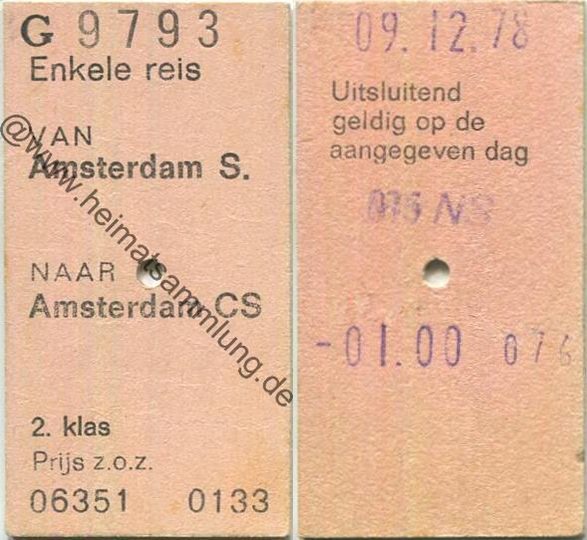 G 9793
Enkele reis
VAN
Amsterdam S.
NAAR
Amsterdam CS
2. klas
Prijs z.o.z.
06351 0133
@www.heimatsammlung.de
09.12.78
Uitsluitend
geldig op de
aangegeven dag
NS
-01.00 076